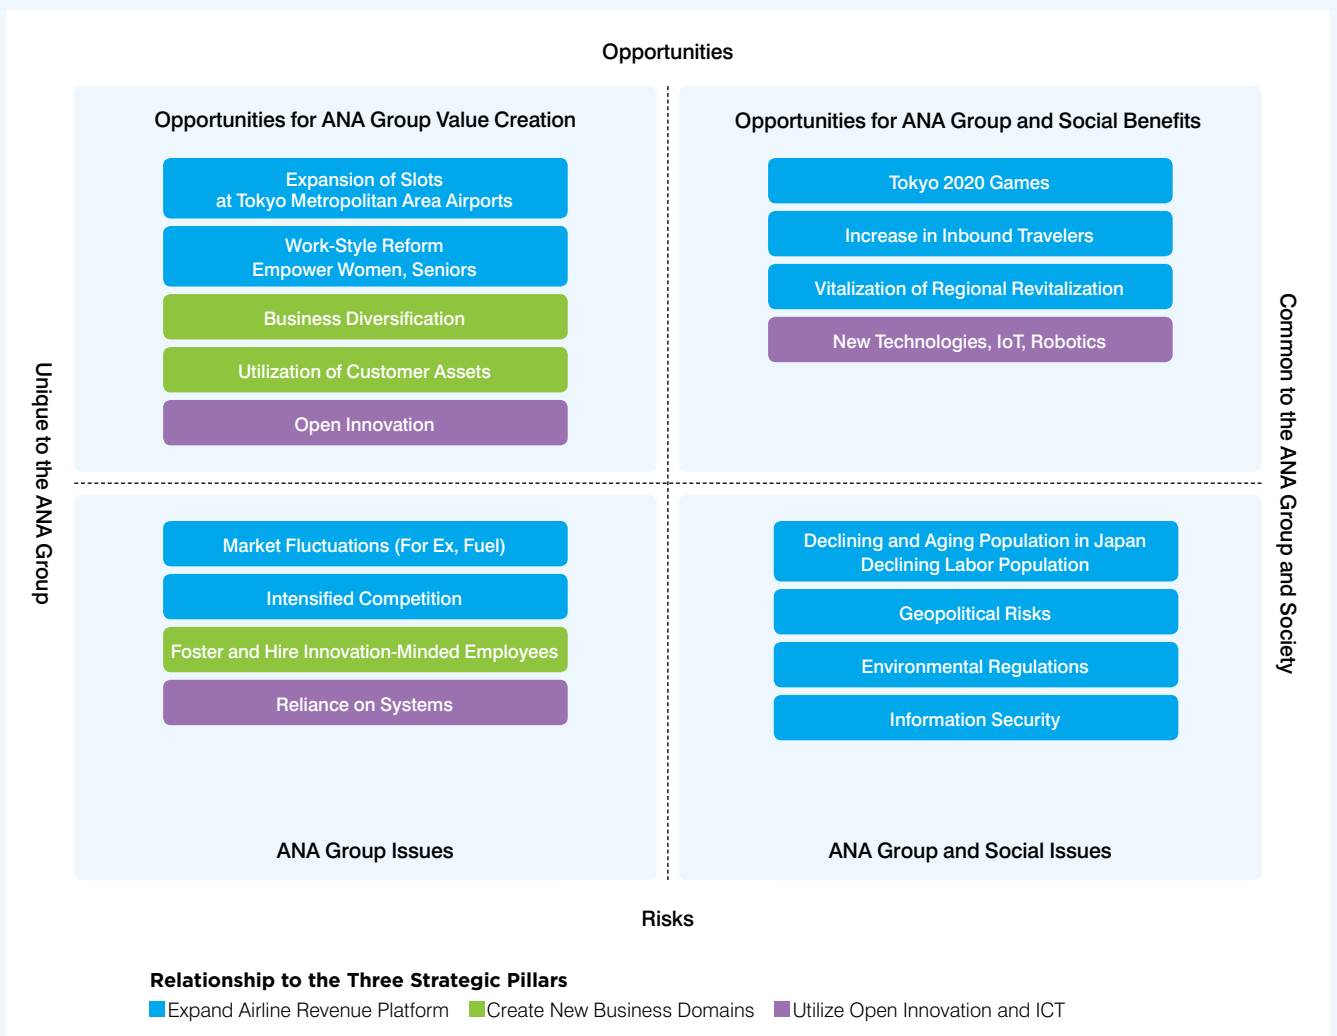 Opportunities
Opportunities for ANA Group Value Creation
Expansion of Slots
at Tokyo Metropolitan Area Airports
Work-Style Reform
Empower Women, Seniors
Business Diversification
Utilization of Customer Assets
Open Innovation
Opportunities for ANA Group and Social Benefits
Tokyo 2020 Games
Increase in Inbound Travelers
Vitalization of Regional Revitalization
New Technologies, IoT, Robotics
Unique to the ANA Group
Common to the ANA Group and Society
Market Fluctuations (For Ex, Fuel)
Intensified Competition
Foster and Hire Innovation-Minded Employees
Reliance on Systems
ANA Group Issues
Declining and Aging Population in Japan
Declining Labor Population
Geopolitical Risks
Environmental Regulations
Information Security
ANA Group and Social Issues
Risks
Relationship to the Three Strategic Pillars
Expand Airline Revenue Platform
Create New Business Domains
Utilize Open Innovation and ICT